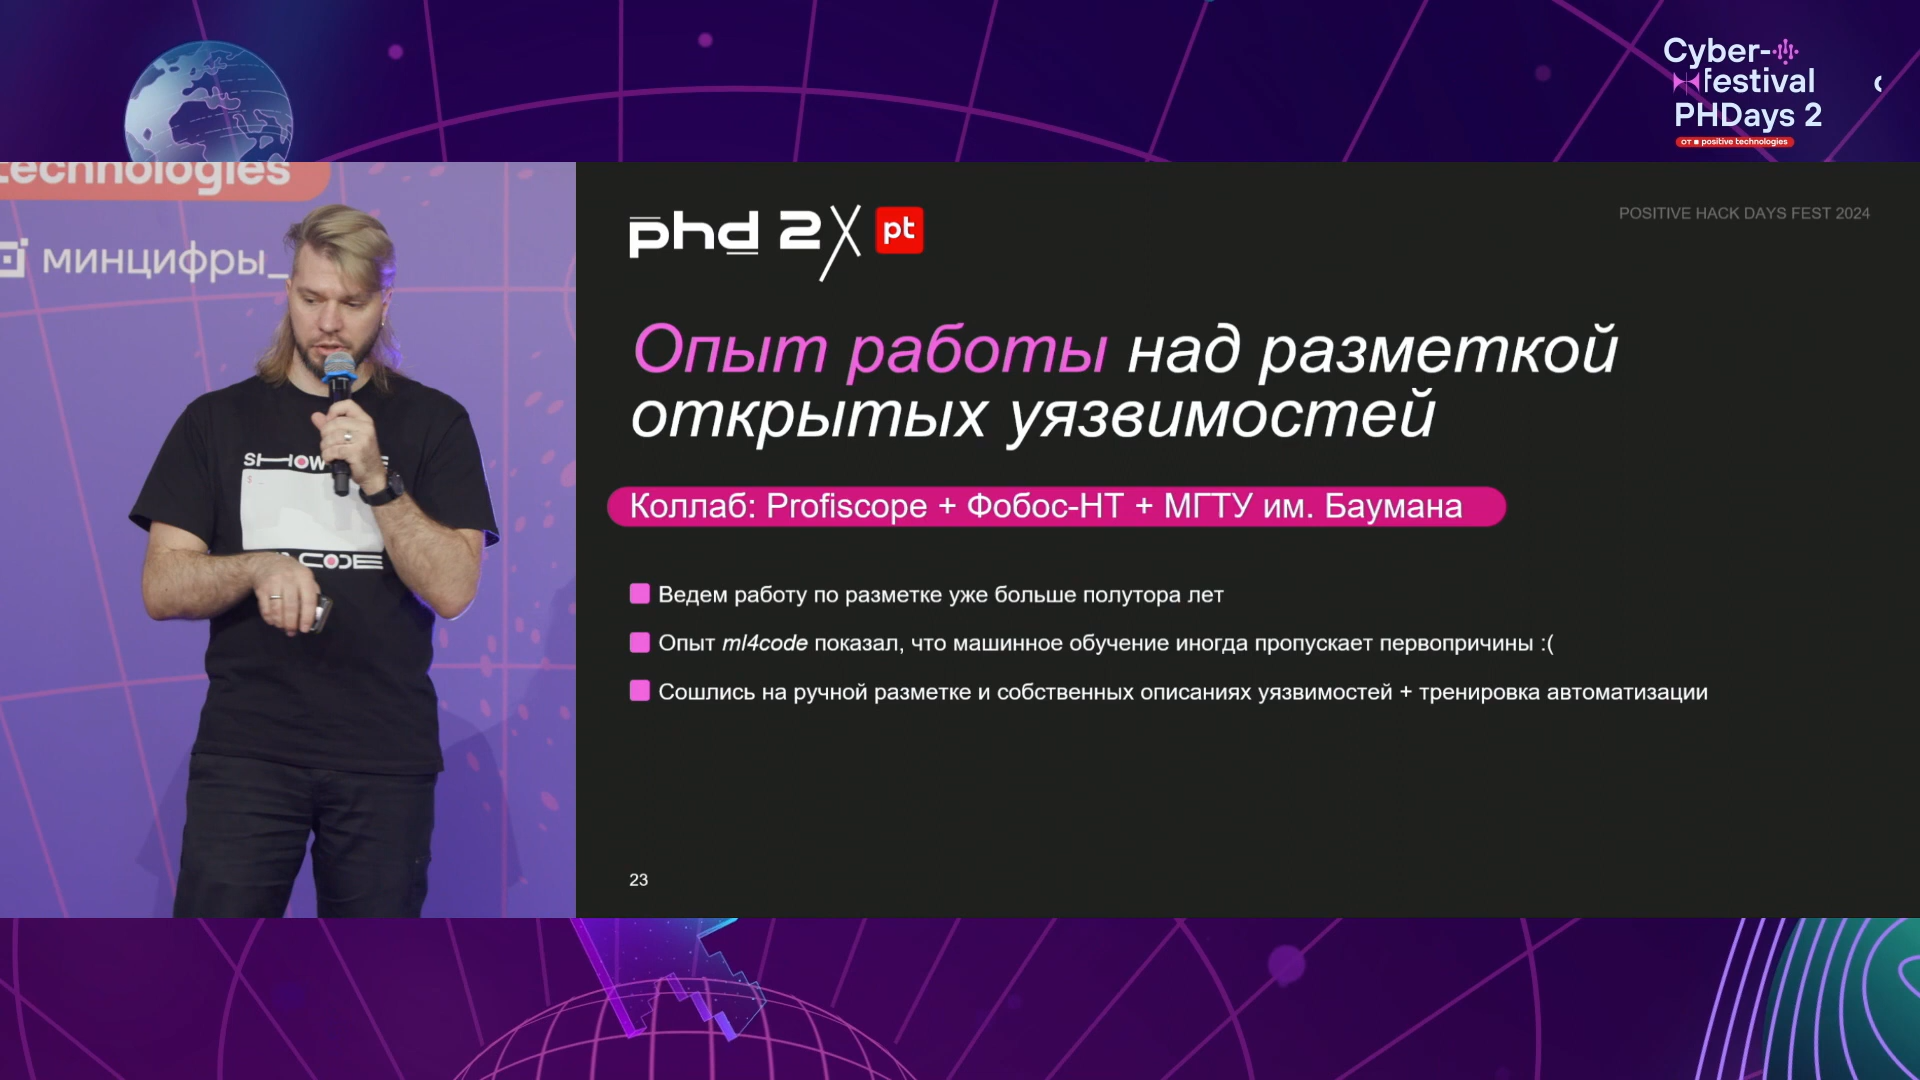 Cyber-
festival
PHDays 2
от positive technologies
technologies
минцифры_
SHOW
CODE
phd 2
pt
POSITIVE HACK DAYS FEST 2024
Опыт работы над разметкой
открытых уязвимостей
Коллаб: Profiscope + Фобос-НТ + МГТУ им. Баумана
Ведем работу по разметке уже больше полутора лет
Опыт ml4code показал, что машинное обучение иногда пропускает первопричины :(
Сошлись на ручной разметке и собственных описаниях уязвимостей + тренировка автоматизации
23